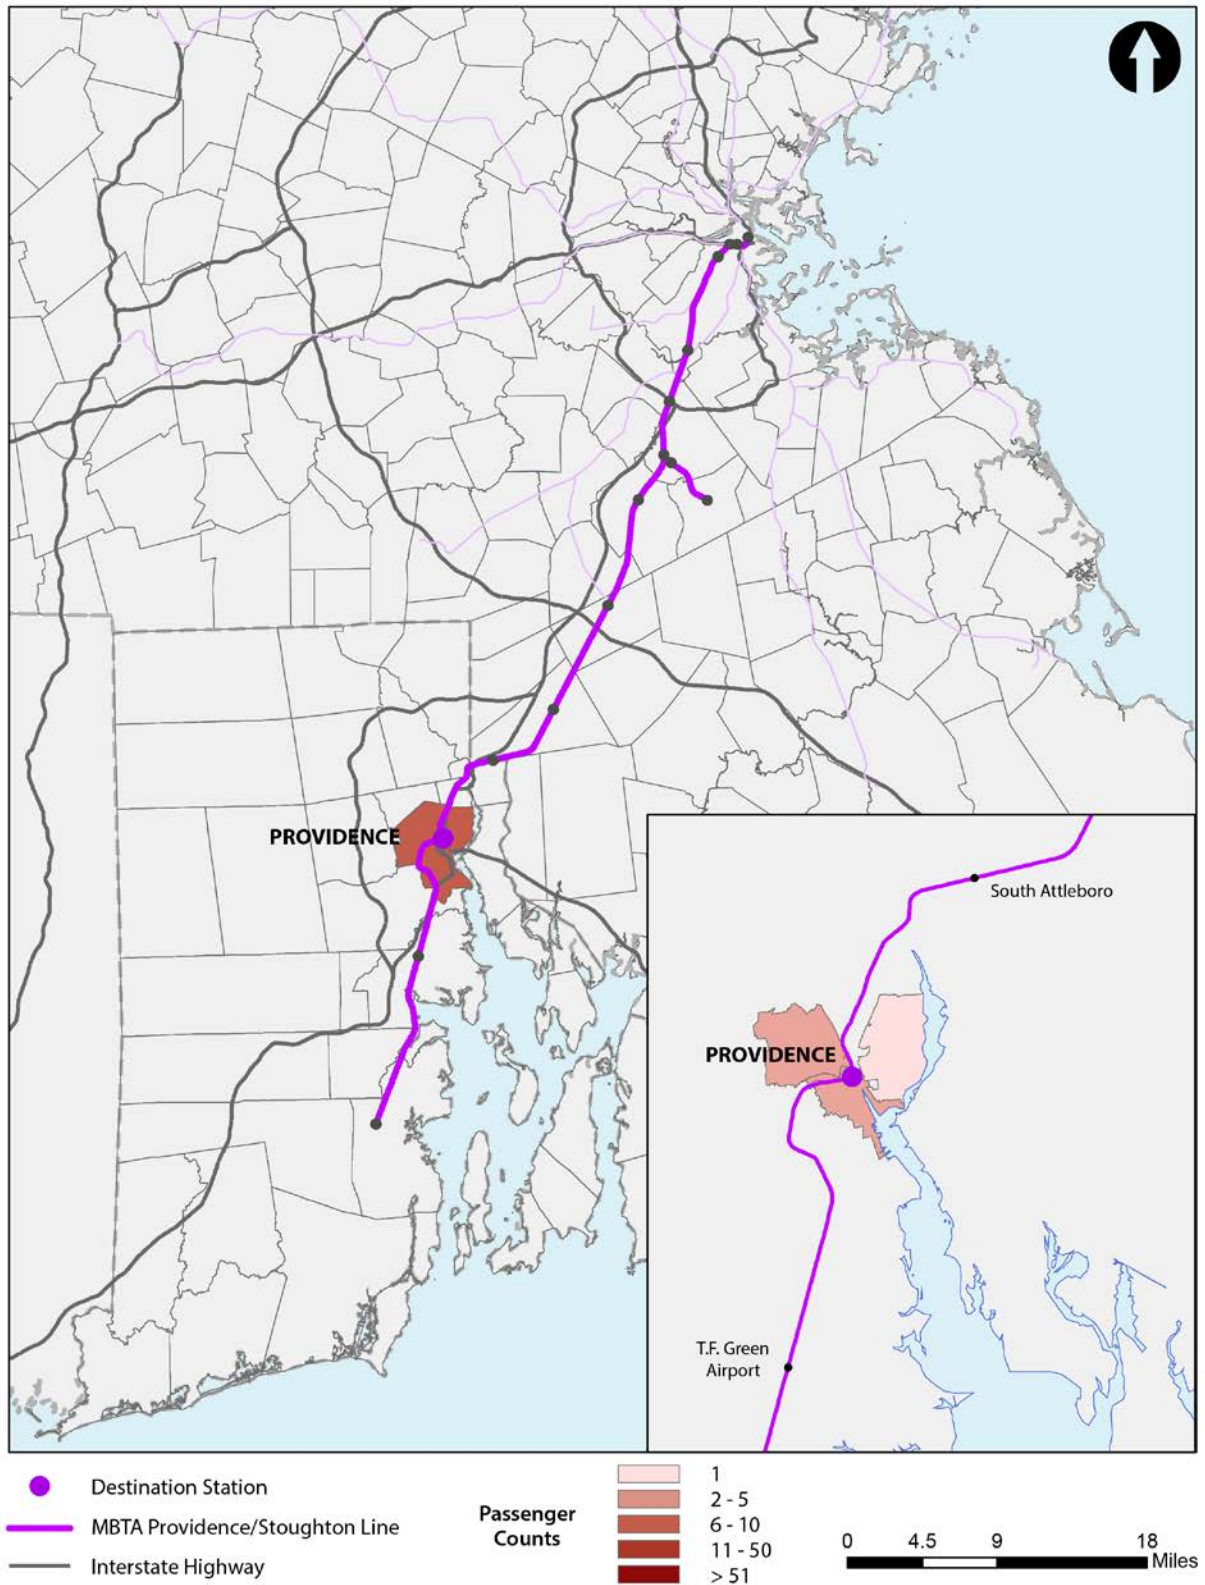 PROVIDENCE
South Attleboro
PROVIDENCE
T.F. Green
Airport
Destination Station
MBTA Providence/Stoughton Line
Interstate Highway
Passenger
Counts
1
2 - 5
6 - 10
11 - 50
> 51
0 4.5 9 18
Miles